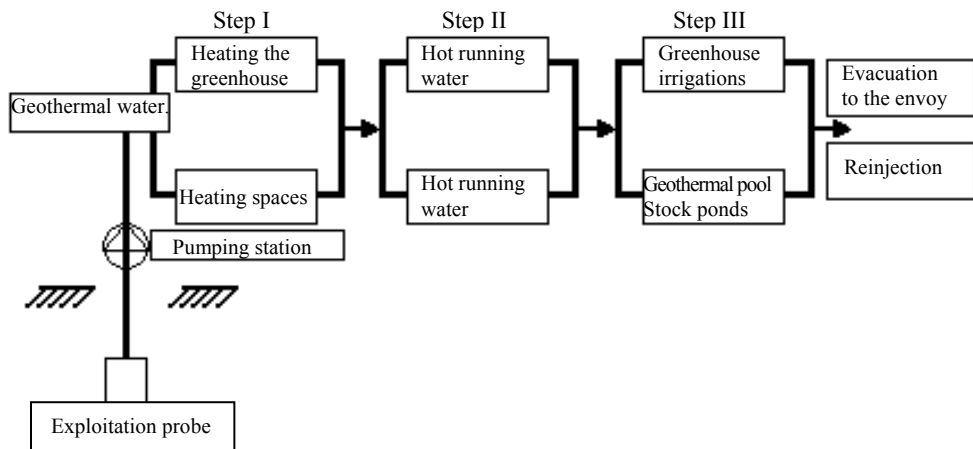 Step I
Step II
Step III
Heating the
greenhouse
Hot running
water
Greenhouse
irrigations
Evacuation
to the envoy
Geothermal water.
Heating spaces
Hot running
water
Geothermal pool
Stock ponds
Reinjection
Pumping station
Exploitation probe